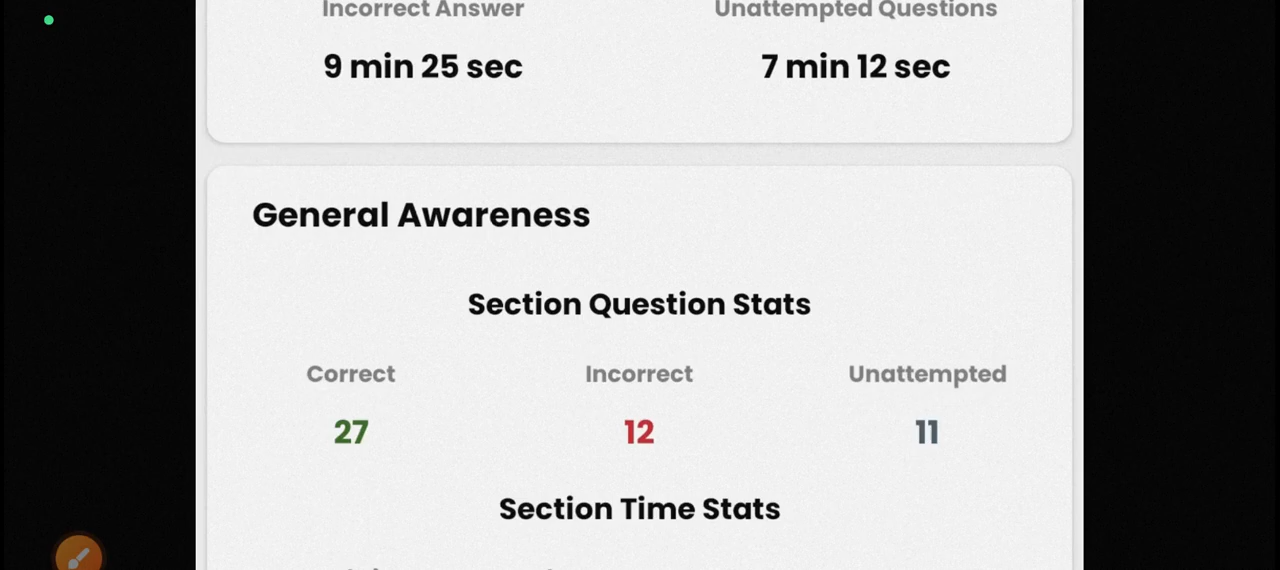 Incorrect Answer Unattempted Questions
9 min 25 sec 7 min 12 sec
General Awareness
Section Question Stats
Correct Incorrect Unattempted
27 12 11
Section Time Stats